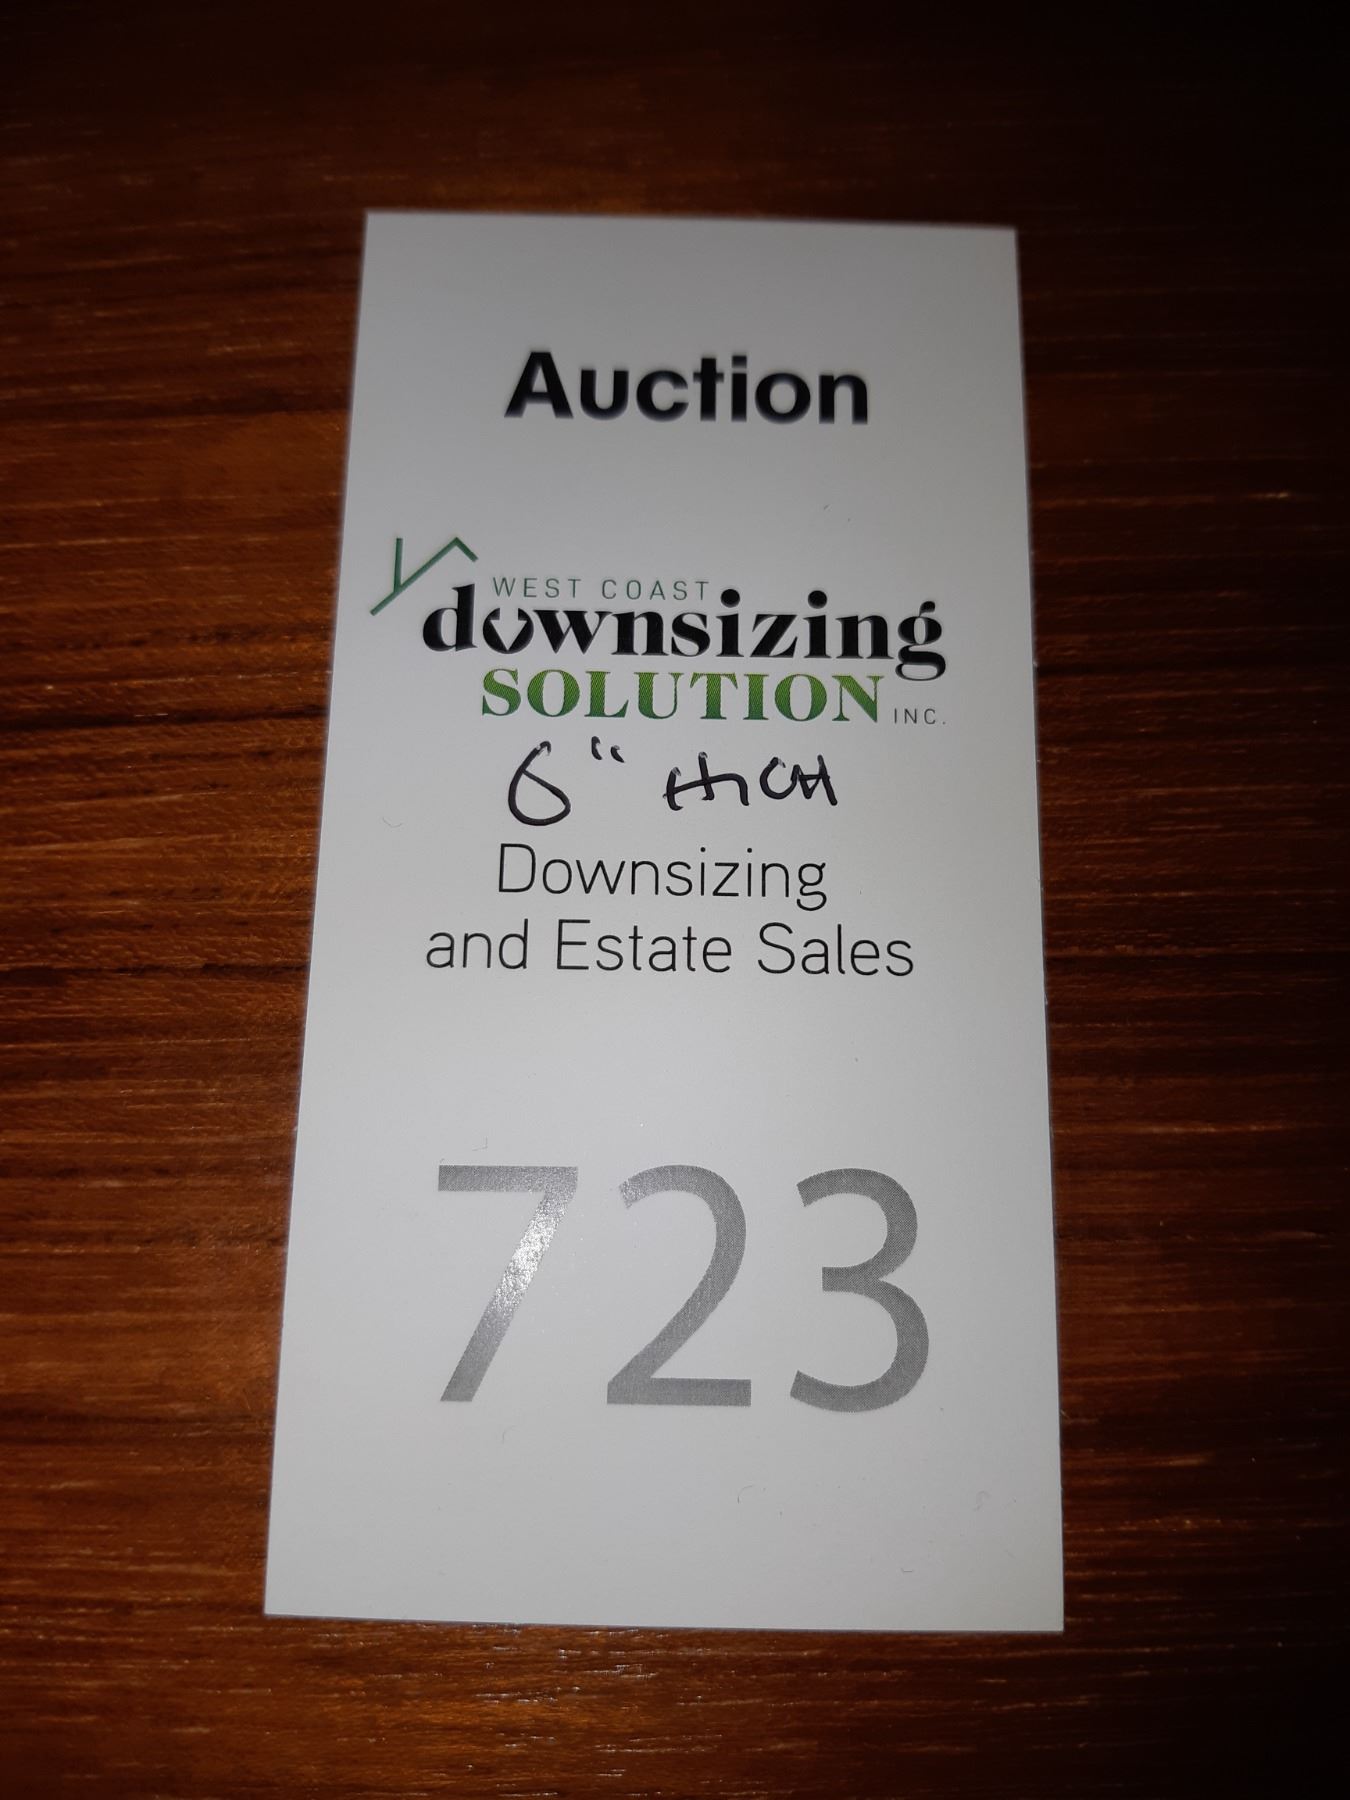 Auction
WEST COAST
downsizing
SOLUTION INC.
6" HIGH
Downsizing
and Estate Sales
723